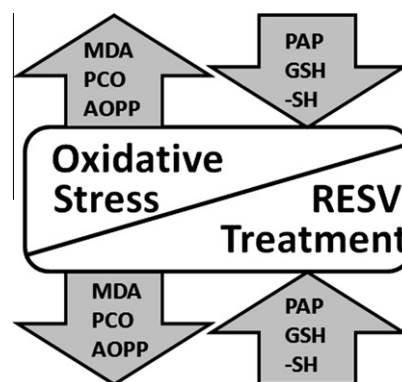 MDA
PCO
AOPP
PAP
GSH
-SH
Oxidative
Stress
RESV
Treatment
MDA
PCO
AOPP
PAP
GSH
-SH